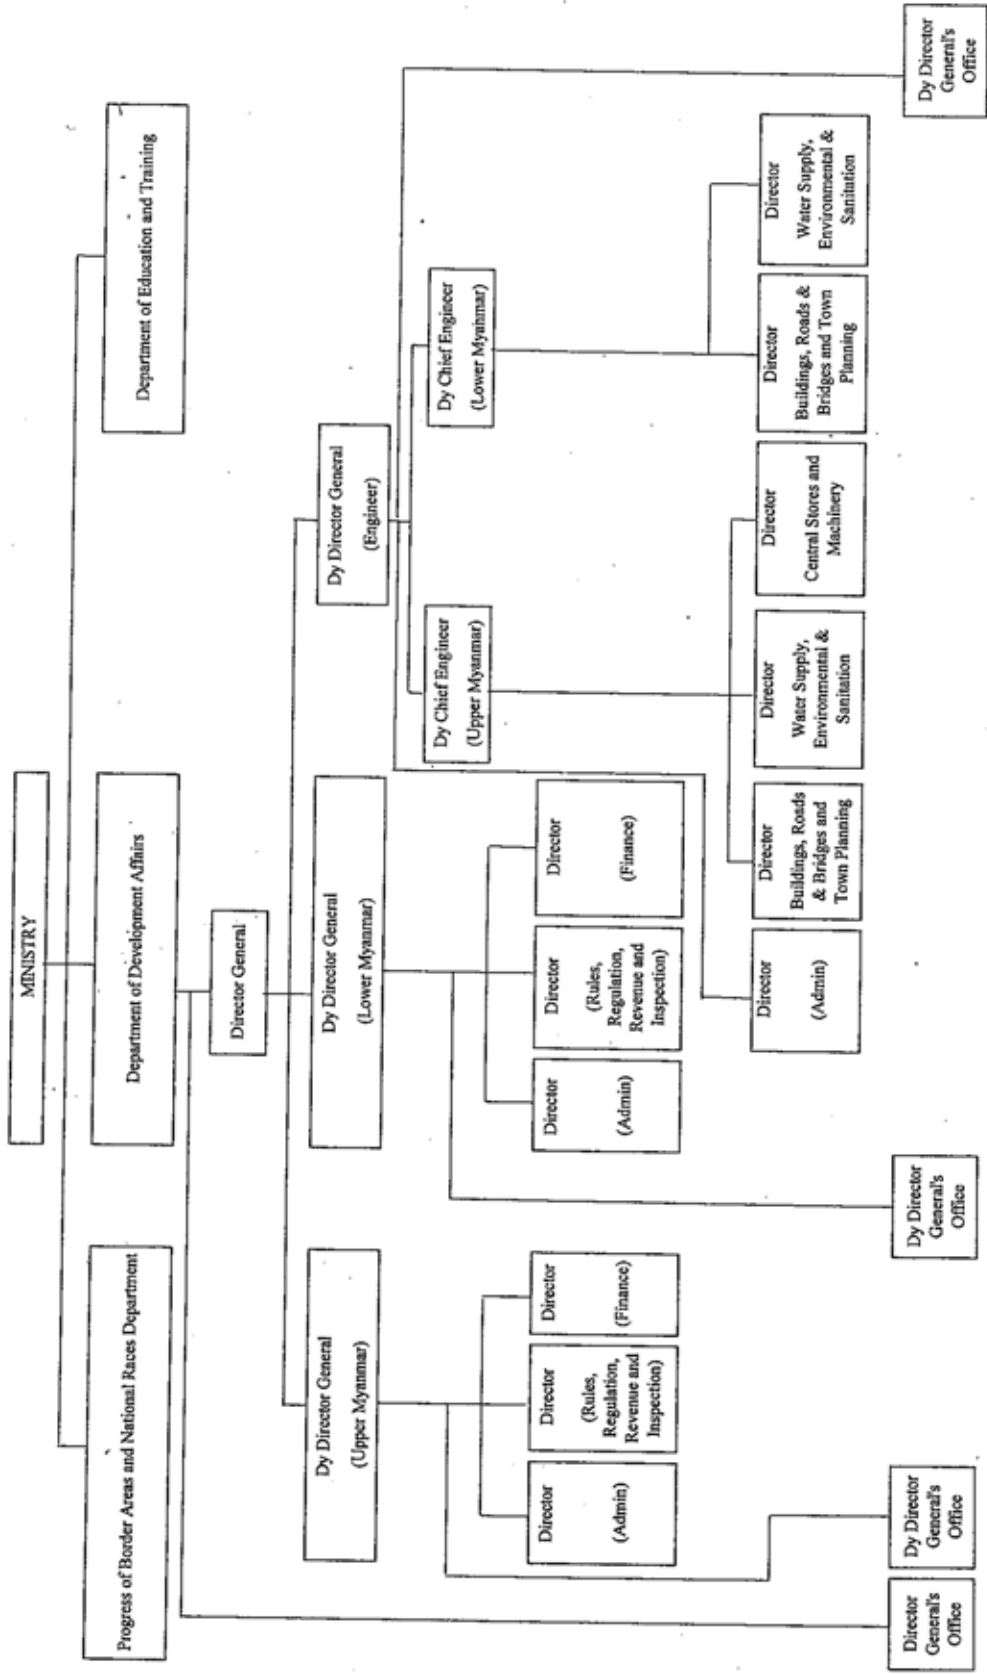 MINISTRY
Progress of Border Areas and National Races Department
Department of Development Affairs
Department of Education and Training
Director General
Dy Director General
(Upper Myanmar)
Dy Director General
(Lower Myanmar)
Dy Director General
(Engineer)
Dy Chief Engineer
(Upper Myanmar)
Dy Chief Engineer
(Lower Myanmar)
Director
(Admin)
Director
(Rules,
Regulation,
Revenue and
Inspection)
Director
(Finance)
Director
(Admin)
Director
(Rules,
Regulation,
Revenue and
Inspection)
Director
(Finance)
Director
(Admin)
Director
Buildings, Roads
& Bridges and
Town Planning
Director
Water Supply,
Environmental &
Sanitation
Director
Central Stores and
Machinery
Director
Buildings, Roads &
Bridges and Town
Planning
Director
Water Supply,
Environmental &
Sanitation
Director
General's
Office
Dy Director
General's
Office
Dy Director
General's
Office
Dy Director
General's
Office